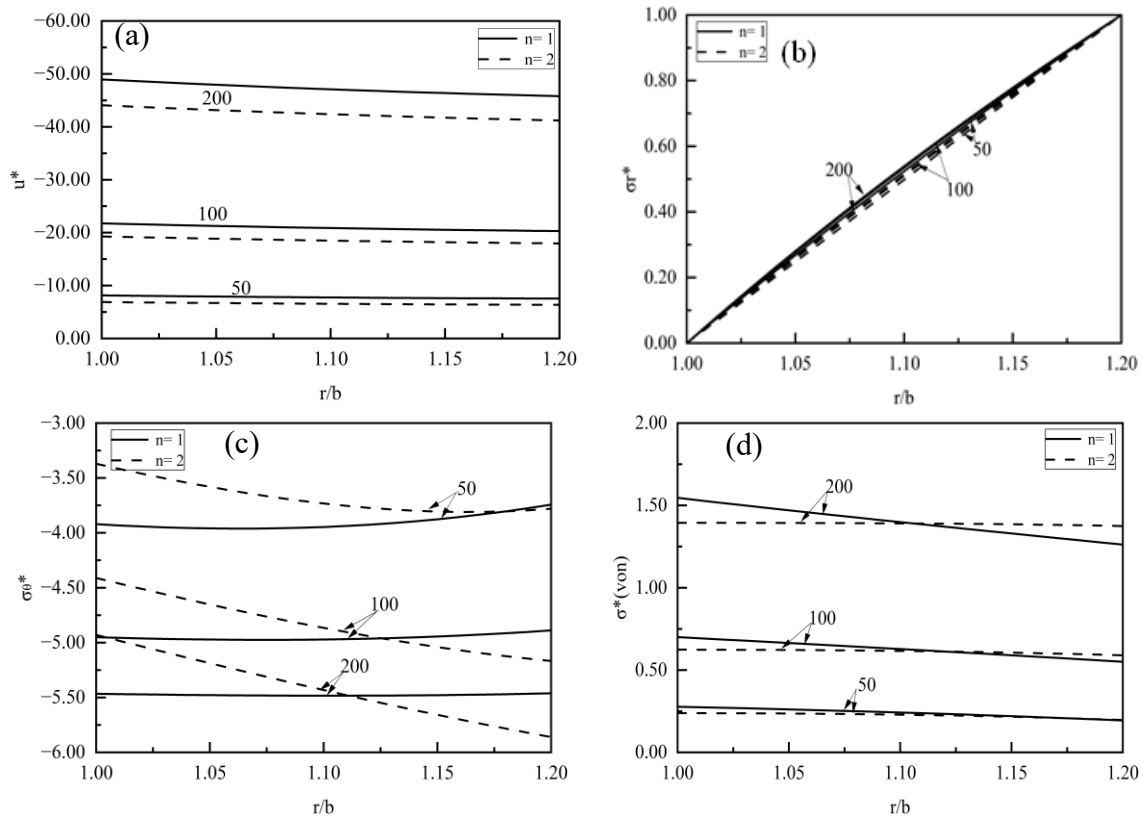 (a)
n= 1
n= 2
−60.00
−50.00
−40.00
−30.00
−20.00
−10.00
0.00
u*
200
100
50
1.00 1.05 1.10 1.15 1.20
r/b
(b)
n= 1
n= 2
1.00
0.80
0.60
0.40
0.20
0.00
σr*
50
200
100
1.00 1.05 1.10 1.15 1.20
r/b
(c)
n= 1
n= 2
−3.00
−3.50
−4.00
−4.50
−5.00
−5.50
−6.00
σθ*
50
100
200
1.00 1.05 1.10 1.15 1.20
r/b
(d)
n= 1
n= 2
2.00
1.50
1.00
0.50
0.00
σ*(von)
200
100
50
1.00 1.05 1.10 1.15 1.20
r/b